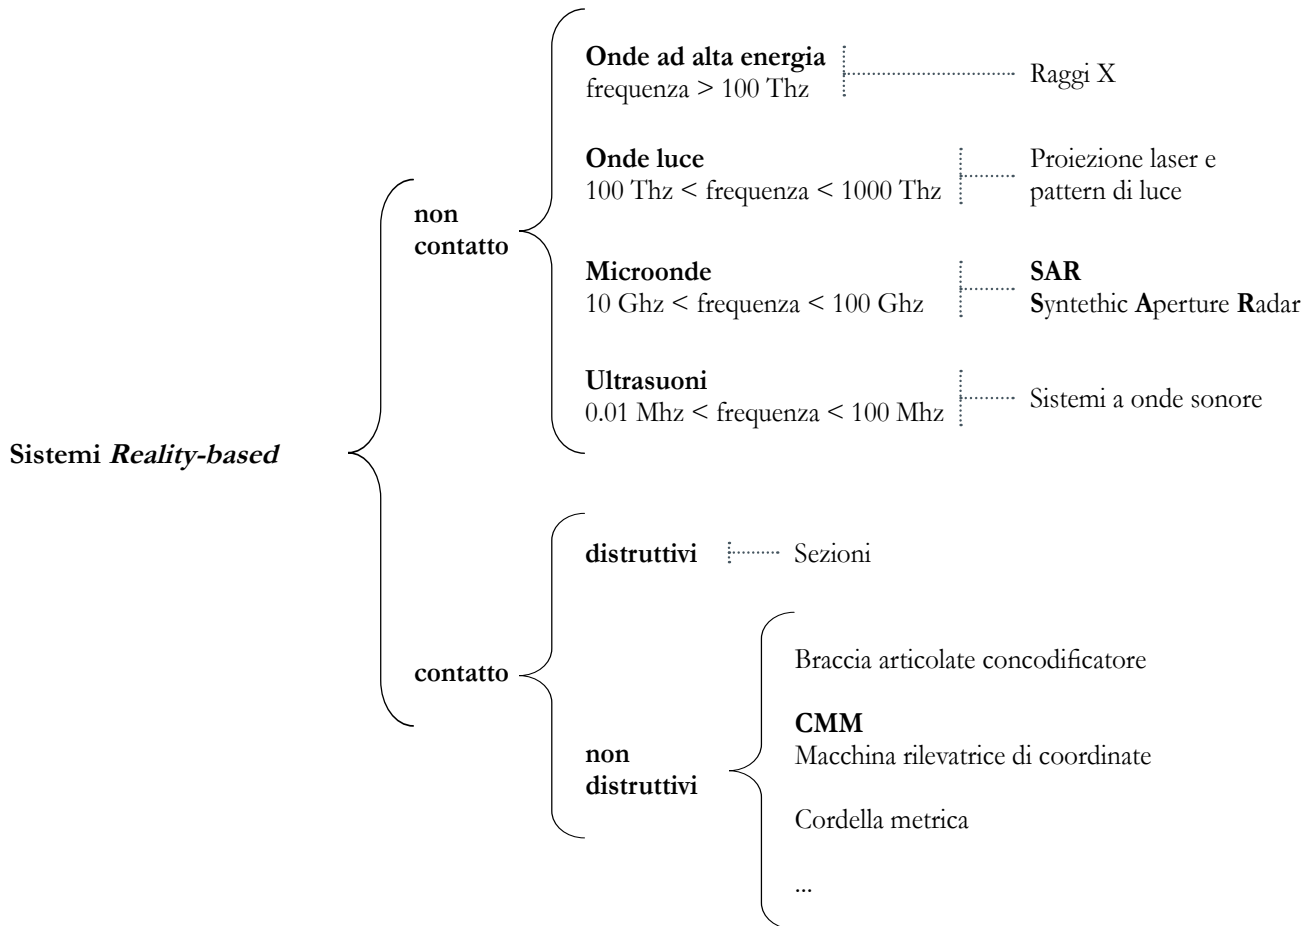 Onde ad alta energia
frequenza > 100 Thz
Raggi X
Onde luce
100 Thz < frequenza < 1000 Thz
Proiezione laser e
pattern di luce
non
contatto
Microonde
10 Ghz < frequenza < 100 Ghz
SAR
Syntethic Aperture Radar
Ultrasuoni
0.01 Mhz < frequenza < 100 Mhz
Sistemi a onde sonore
Sistemi Reality-based
distruttivi
Sezioni
contatto
non
distruttivi
Braccia articolate concodificatore
CMM
Macchina rilevatrice di coordinate
Cordella metrica
...